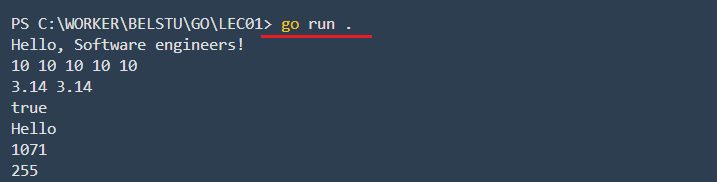 PS C:\WORKER\BELSTU\GO\LEC01> go run .
Hello, Software engineers!
10 10 10 10 10
3.14 3.14
true
Hello
1071
255